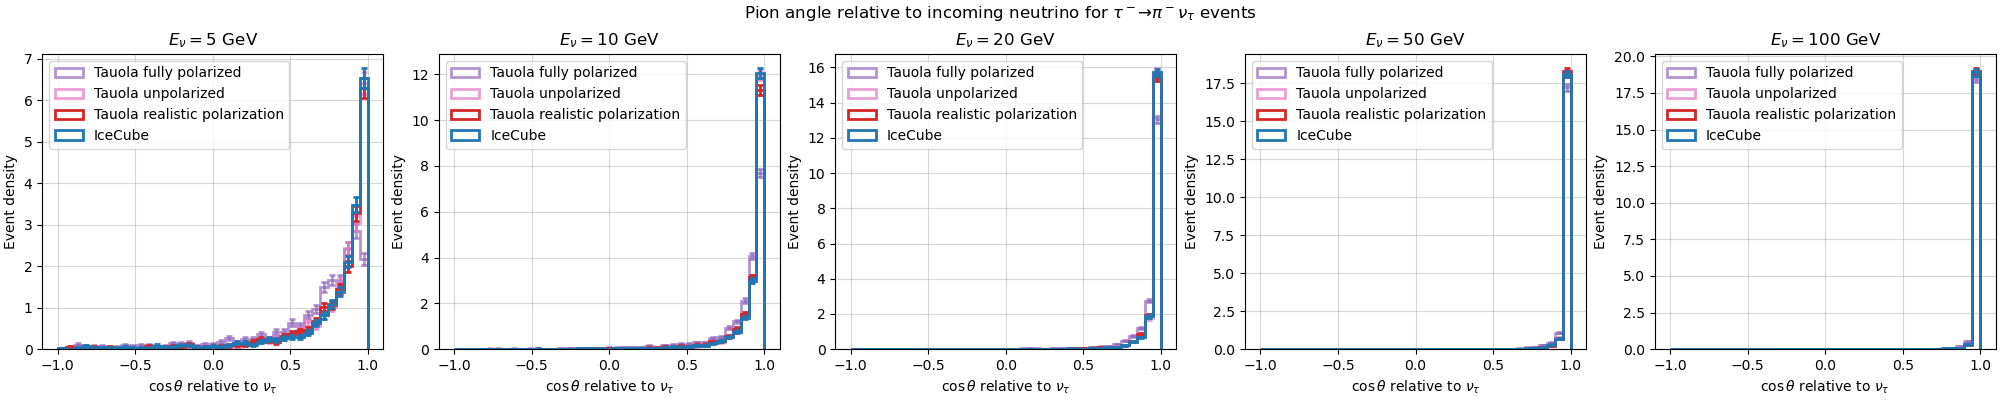 Pion angle relative to incoming neutrino for τ⁻→π⁻ν_τ events
E_ν = 5 GeV
7
6
5
4
3
2
1
0
Event density
Tauola fully polarized
Tauola unpolarized
Tauola realistic polarization
IceCube
−1.0 −0.5 0.0 0.5 1.0
cos θ relative to ν_τ
E_ν = 10 GeV
12
10
8
6
4
2
0
Event density
Tauola fully polarized
Tauola unpolarized
Tauola realistic polarization
IceCube
−1.0 −0.5 0.0 0.5 1.0
cos θ relative to ν_τ
E_ν = 20 GeV
16
14
12
10
8
6
4
2
0
Event density
Tauola fully polarized
Tauola unpolarized
Tauola realistic polarization
IceCube
−1.0 −0.5 0.0 0.5 1.0
cos θ relative to ν_τ
E_ν = 50 GeV
17.5
15.0
12.5
10.0
7.5
5.0
2.5
0.0
Event density
Tauola fully polarized
Tauola unpolarized
Tauola realistic polarization
IceCube
−1.0 −0.5 0.0 0.5 1.0
cos θ relative to ν_τ
E_ν = 100 GeV
20.0
17.5
15.0
12.5
10.0
7.5
5.0
2.5
0.0
Event density
Tauola fully polarized
Tauola unpolarized
Tauola realistic polarization
IceCube
−1.0 −0.5 0.0 0.5 1.0
cos θ relative to ν_τ